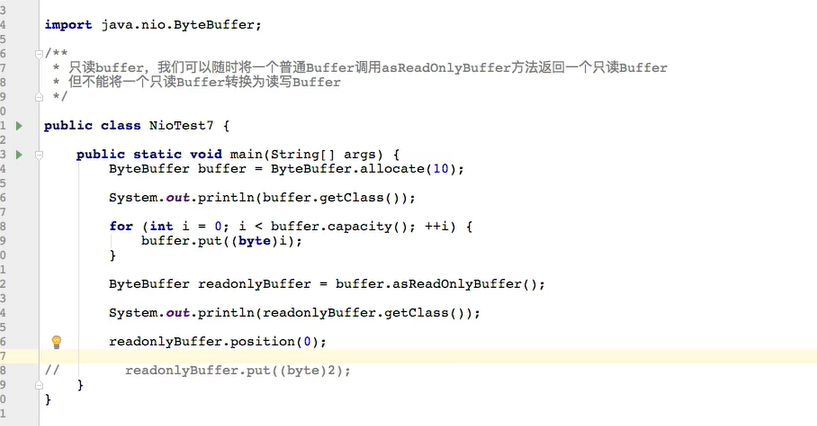 3
4 import java.nio.ByteBuffer;
5
6 /**
7 * 只读buffer，我们可以随时将一个普通Buffer调用asReadOnlyBuffer方法返回一个只读Buffer
8 * 但不能将一个只读Buffer转换为读写Buffer
9 */
0
1 public class NioTest7 {
2
3 public static void main(String[] args) {
4 ByteBuffer buffer = ByteBuffer.allocate(10);
5
6 System.out.println(buffer.getClass());
7
8 for (int i = 0; i < buffer.capacity(); ++i) {
9 buffer.put((byte)i);
0 }
1
2 ByteBuffer readonlyBuffer = buffer.asReadOnlyBuffer();
3
4 System.out.println(readonlyBuffer.getClass());
5
6 readonlyBuffer.position(0);
7
8 // readonlyBuffer.put((byte)2);
9 }
0 }
1